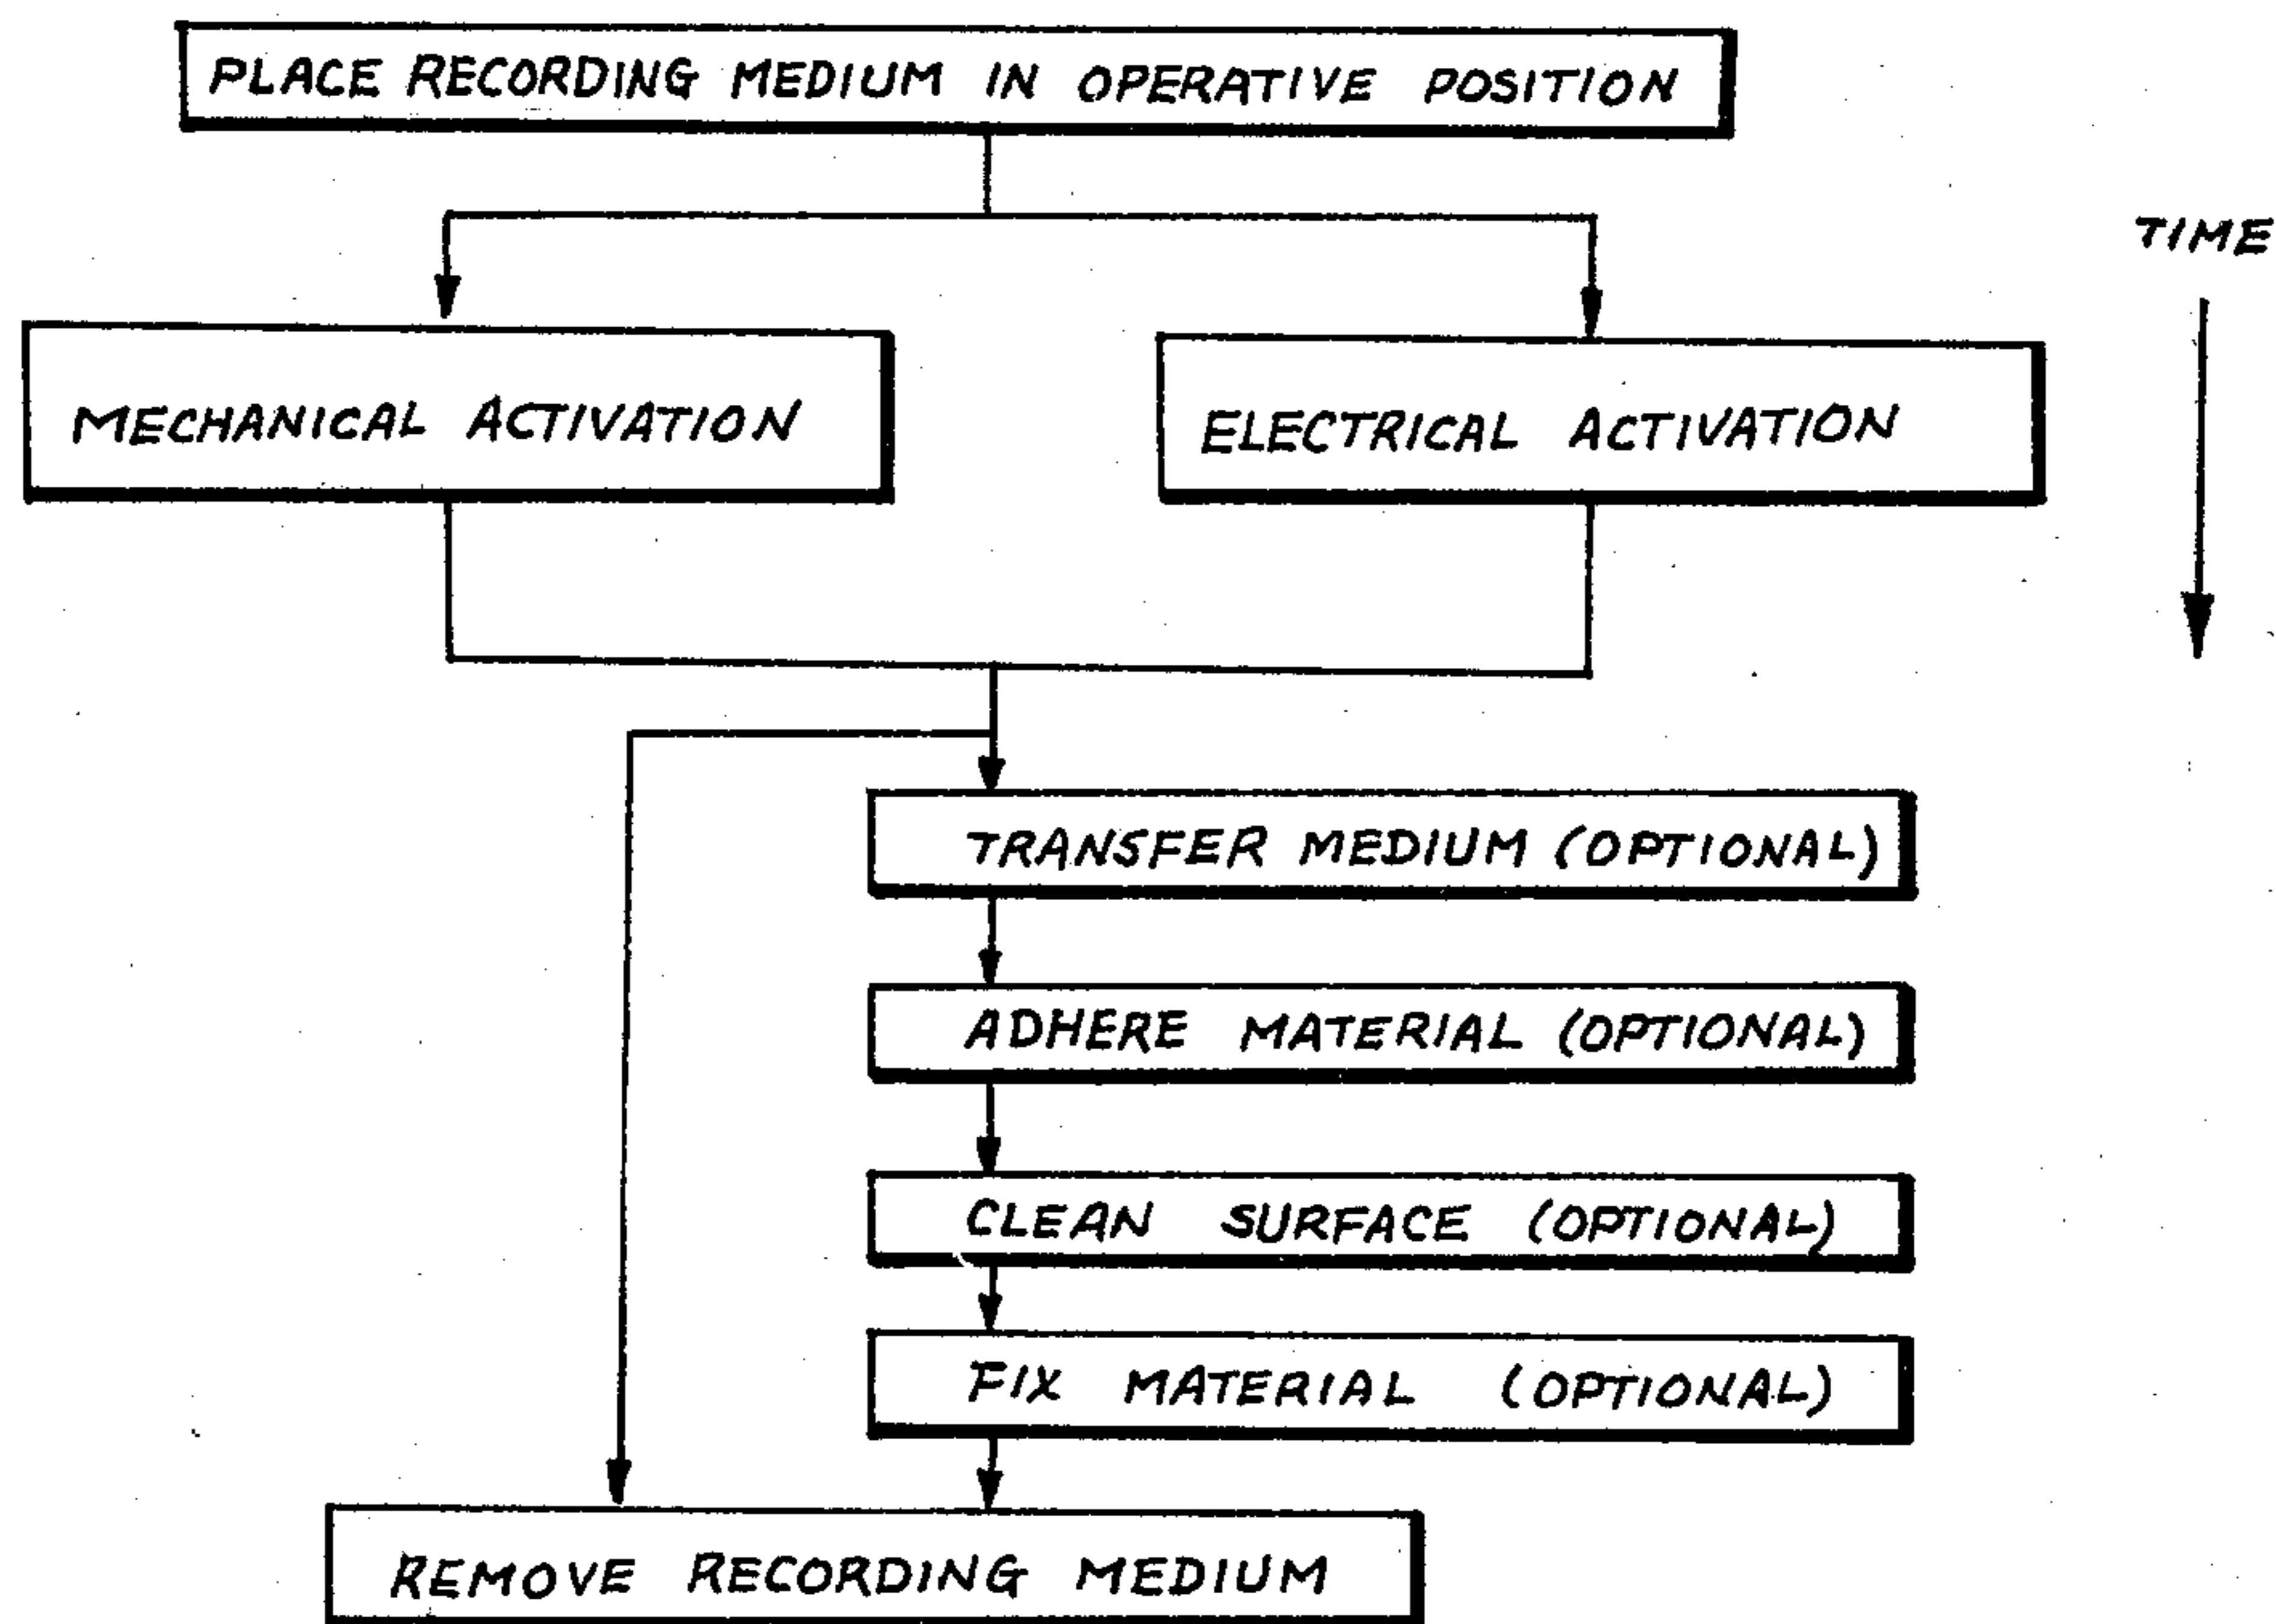 PLACE RECORDING MEDIUM IN OPERATIVE POSITION
TIME
MECHANICAL ACTIVATION
ELECTRICAL ACTIVATION
TRANSFER MEDIUM (OPTIONAL)
ADHERE MATERIAL (OPTIONAL)
CLEAN SURFACE (OPTIONAL)
FIX MATERIAL (OPTIONAL)
REMOVE RECORDING MEDIUM